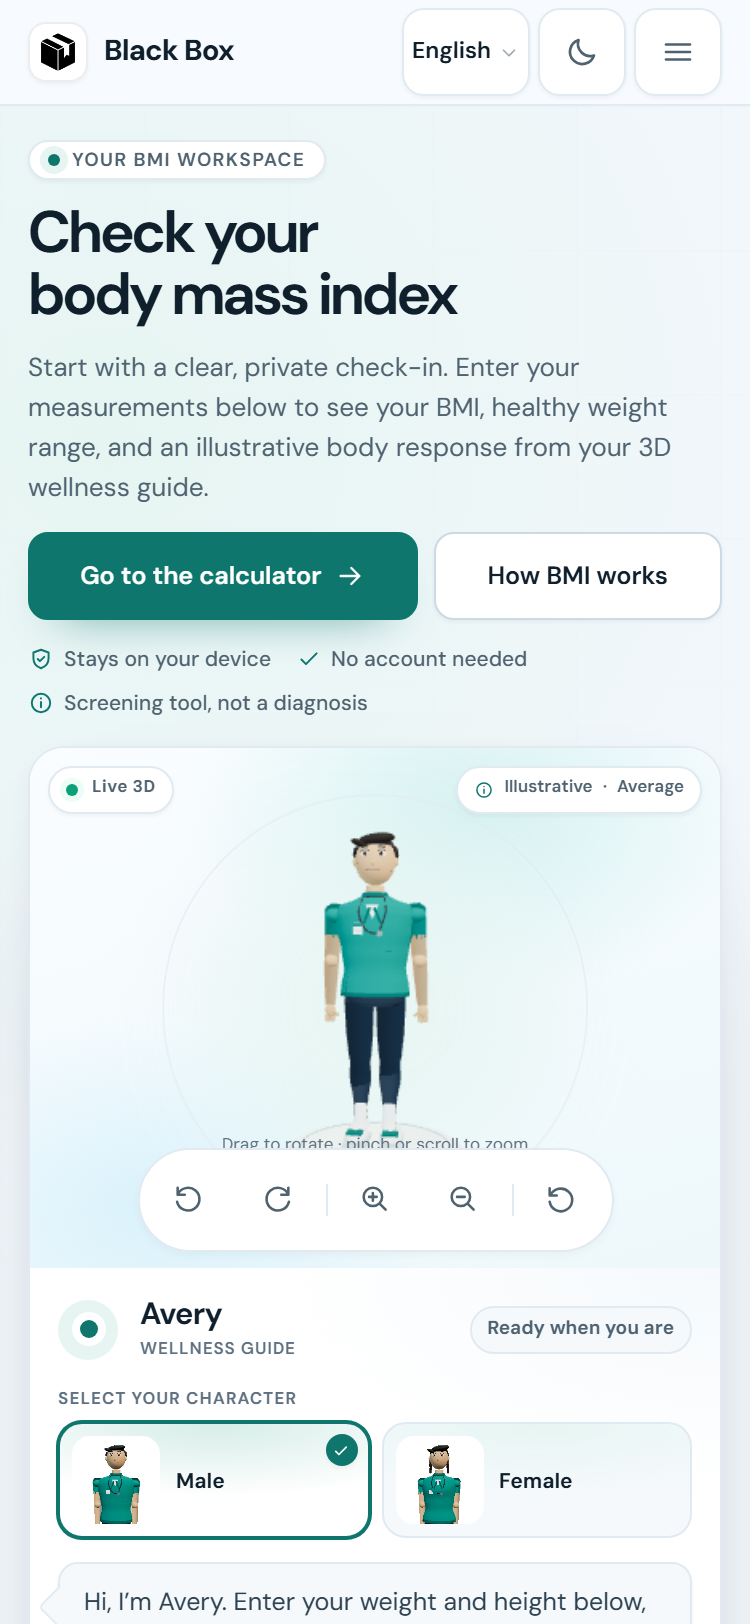 Black Box
English
YOUR BMI WORKSPACE
Check your
body mass index
Start with a clear, private check-in. Enter your
measurements below to see your BMI, healthy weight
range, and an illustrative body response from your 3D
wellness guide.
Go to the calculator
How BMI works
Stays on your device
No account needed
Screening tool, not a diagnosis
Live 3D
Illustrative · Average
Drag to rotate · pinch or scroll to zoom
Avery
WELLNESS GUIDE
Ready when you are
SELECT YOUR CHARACTER
Male
Female
Hi, I’m Avery. Enter your weight and height below,